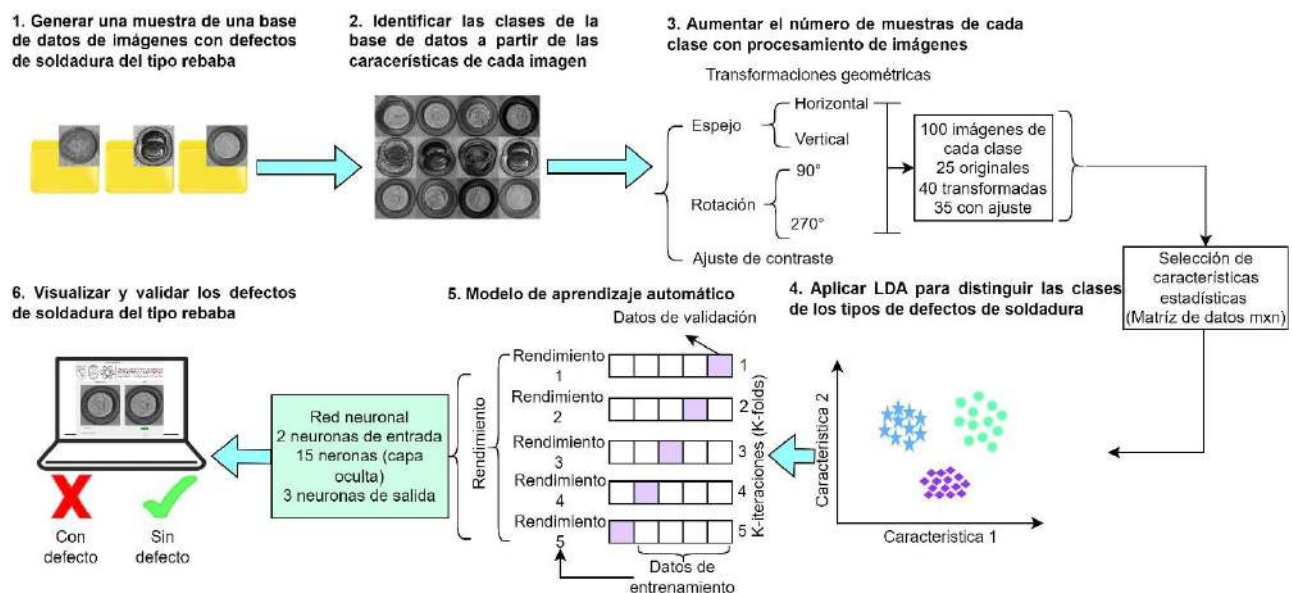 1. Generar una muestra de una base
de datos de imágenes con defectos
de soldadura del tipo rebaba
2. Identificar las clases de la
base de datos a partir de las
caracerísticas de cada imagen
3. Aumentar el número de muestras de cada
clase con procesamiento de imágenes
Transformaciones geométricas
Espejo
Horizontal
Vertical
Rotación
90°
270°
Ajuste de contraste
100 imágenes de
cada clase
25 originales
40 transformadas
35 con ajuste
Selección de
características
estadísticas
(Matríz de datos mxn)
4. Aplicar LDA para distinguir las clases
de los tipos de defectos de soldadura
Característica 2
Característica 1
5. Modelo de aprendizaje automático
Datos de validación
Rendimiento
1
Rendimiento
2
Rendimiento
3
Rendimiento
4
Rendimiento
5
1
2
3
4
5
K-iteraciones (K-folds)
Rendimiento
Datos de
entrenamiento
Red neuronal
2 neuronas de entrada
15 neronas (capa
oculta)
3 neuronas de salida
6. Visualizar y validar los defectos
de soldadura del tipo rebaba
Con
defecto
Sin
defecto